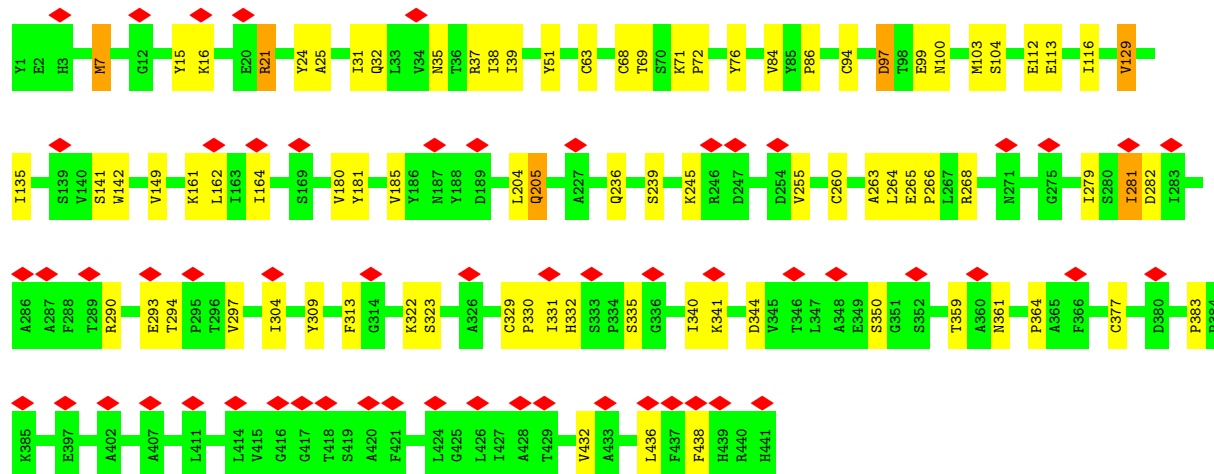 Y1 E2 H3 M7 G12 Y15 K16 E20 R21 Y24 A25 I31 Q32 L33 V34 N35 T36 R37 I38 I39 Y51 C63 C68 T69 S70 K71 P72 Y76 V84 Y85 P86 C94 D97 T98 E99 N100 M103 S104 E112 E113 I116 V129
I135 S139 V140 S141 W142 V149 K161 L162 I163 I164 S169 V180 Y181 V185 Y186 N187 Y188 D189 L204 Q205 A227 Q236 S239 K245 R246 D247 D254 V255 C260 A263 L264 E265 P266 L267 R268 N271 G275 I279 S280 I281 D282 I283
A286 A287 F288 T289 R290 E293 T294 P295 T296 V297 I304 Y309 F313 G314 K322 S323 A326 C329 P330 I331 H332 S333 P334 S335 G336 I340 K341 D344 V345 T346 L347 A348 E349 S350 G351 S352 T359 A360 N361 P364 A365 F366 C377 D380 P383
K385 E397 A402 A407 L411 L414 V415 G416 G417 T418 S419 A420 F421 L424 G425 L426 I427 A428 T429 V432 A433 L436 F437 F438 H439 R440 H441